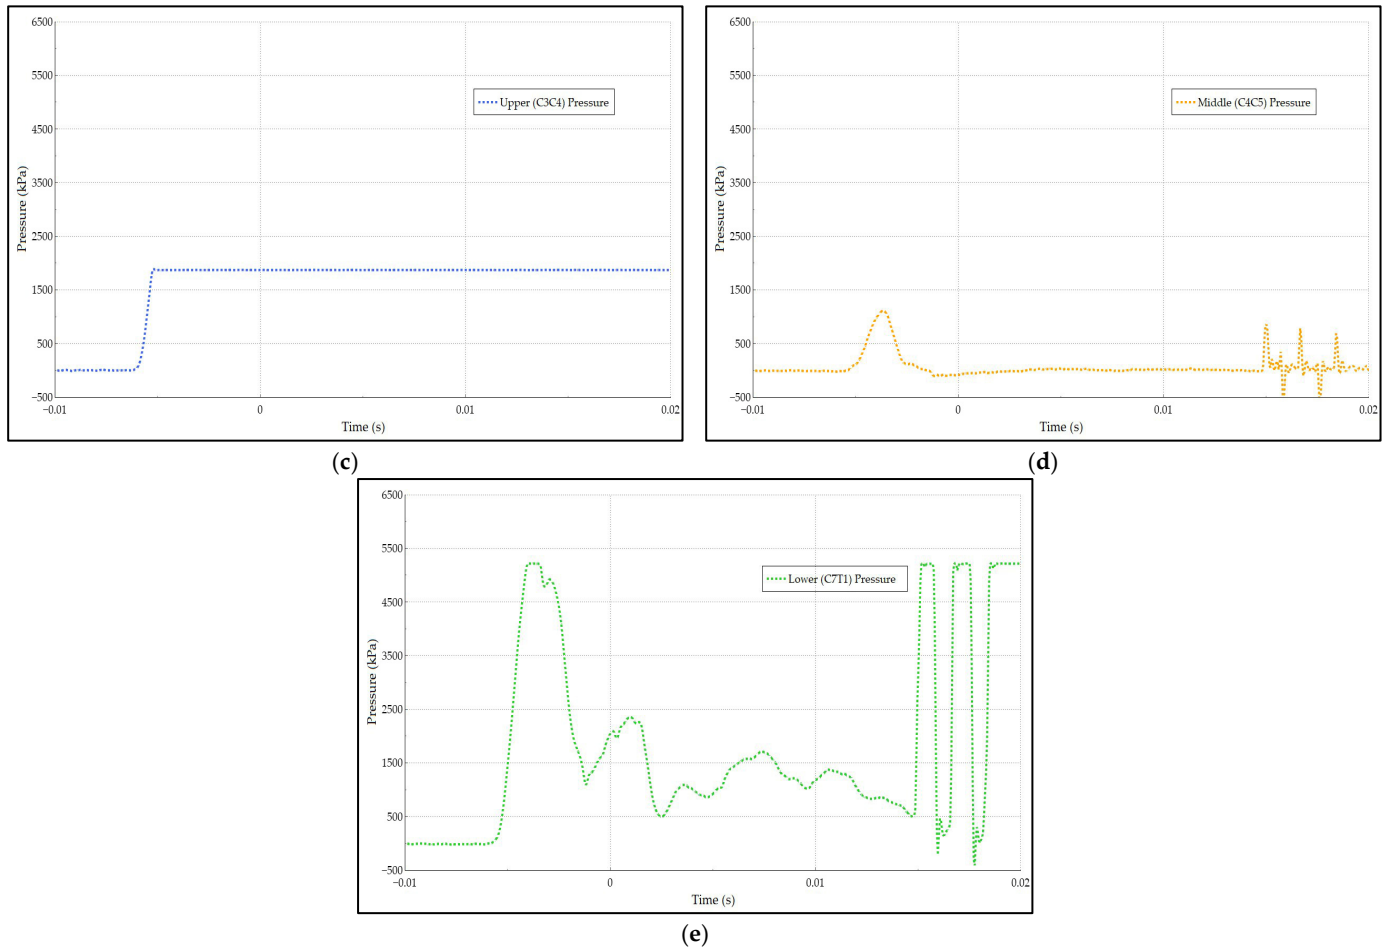 6500
5500
4500
3500
2500
1500
500
−500
Pressure (kPa)
Upper (C3C4) Pressure
−0.01 0 0.01 0.02
Time (s)
(c)
6500
5500
4500
3500
2500
1500
500
−500
Pressure (kPa)
Middle (C4C5) Pressure
−0.01 0 0.01 0.02
Time (s)
(d)
6500
5500
4500
3500
2500
1500
500
−500
Pressure (kPa)
Lower (C7T1) Pressure
−0.01 0 0.01 0.02
Time (s)
(e)